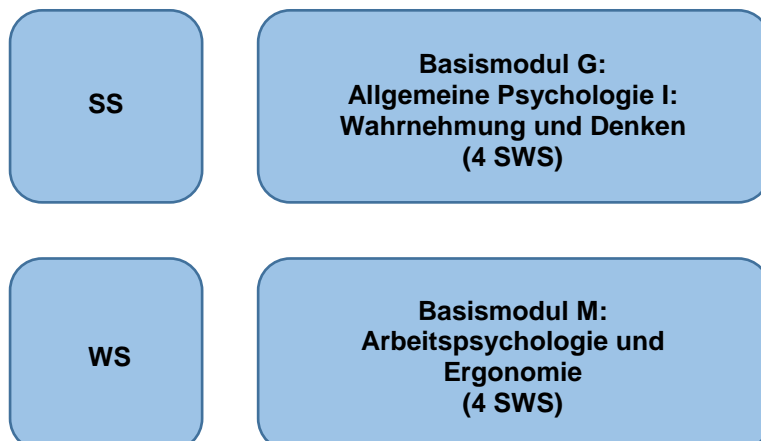 SS
Basismodul G:
Allgemeine Psychologie I:
Wahrnehmung und Denken
(4 SWS)
WS
Basismodul M:
Arbeitspsychologie und
Ergonomie
(4 SWS)